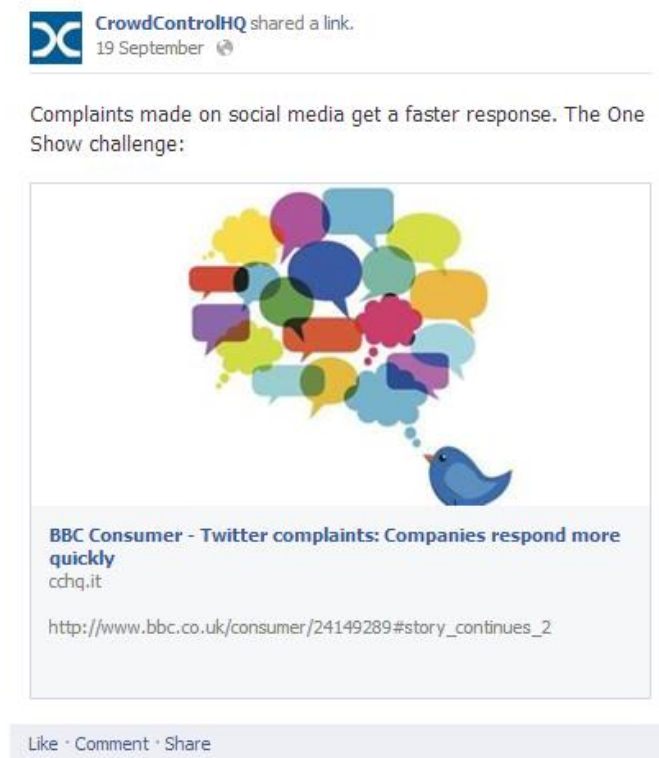 CrowdControlHQ shared a link.
19 September
Complaints made on social media get a faster response. The One
Show challenge:
BBC Consumer - Twitter complaints: Companies respond more
quickly
cchq.it
http://www.bbc.co.uk/consumer/24149289#story_continues_2
Like · Comment · Share